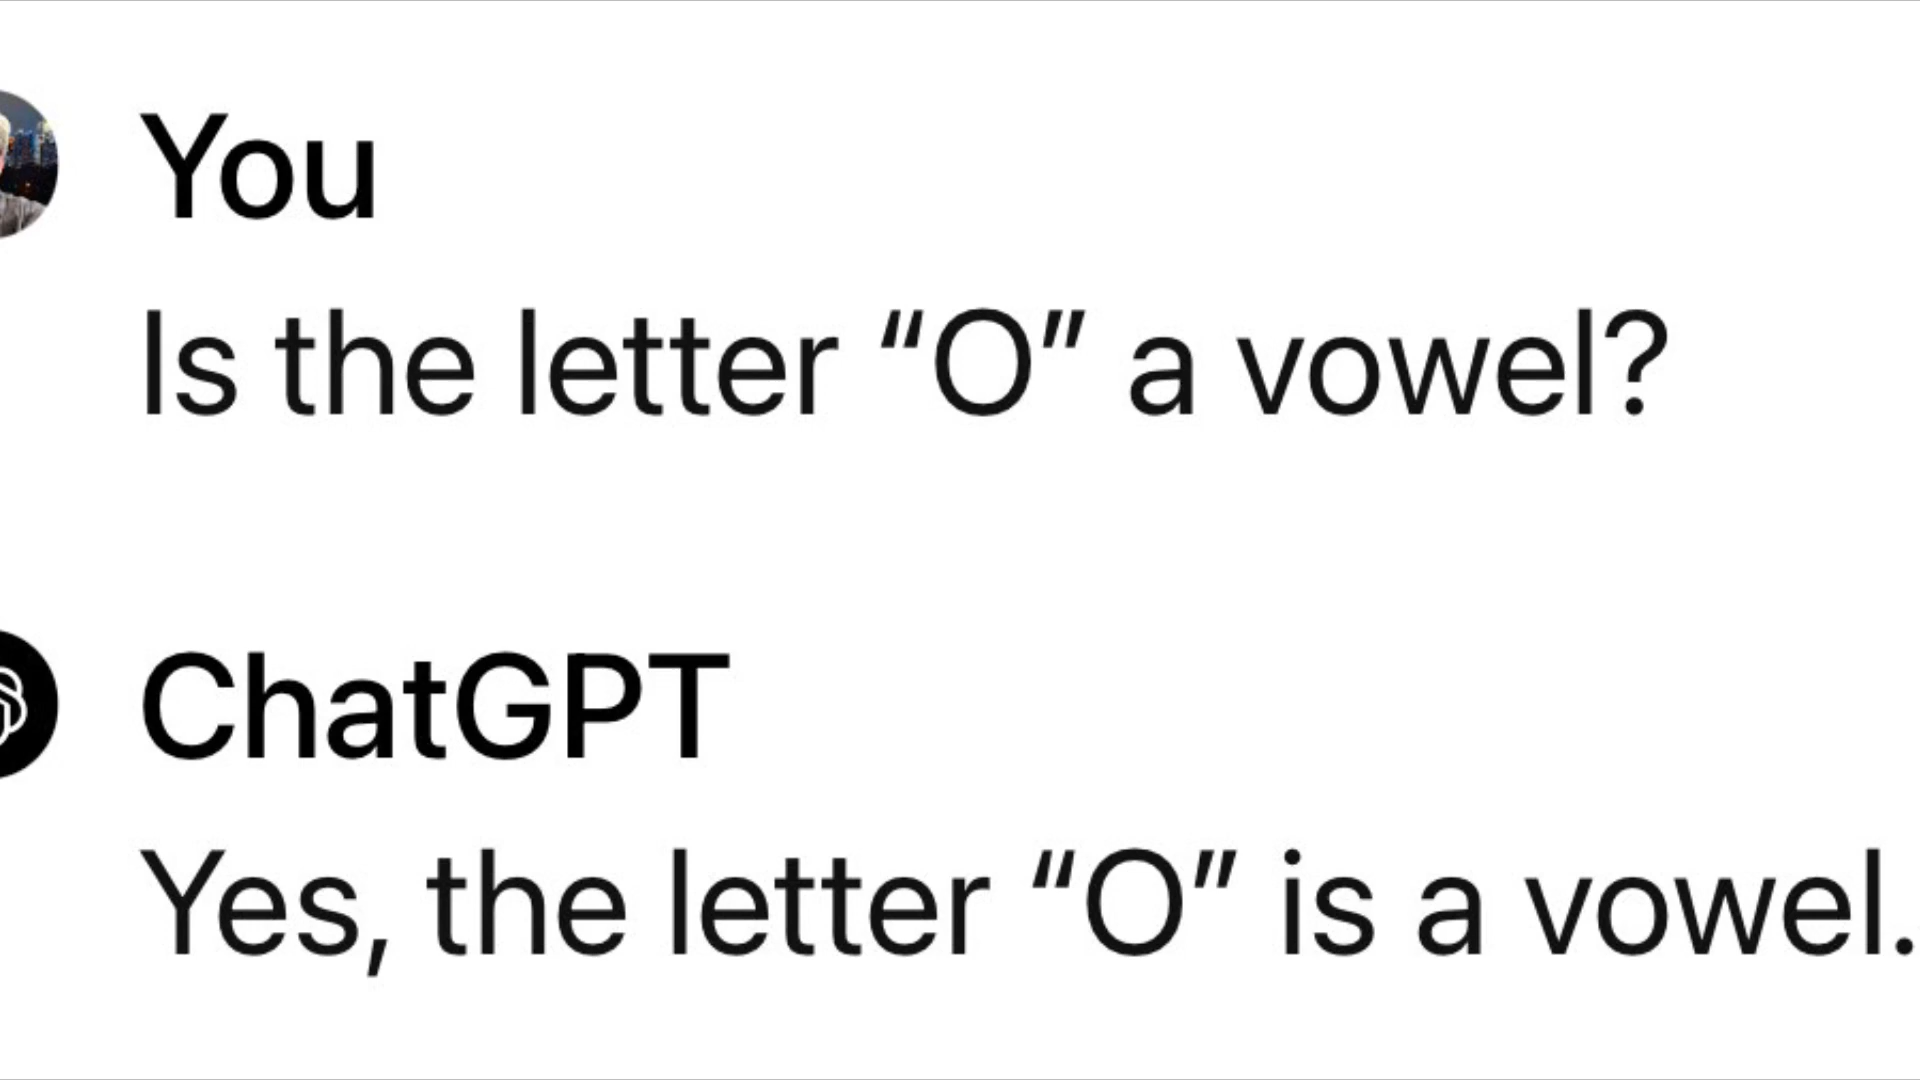 You
Is the letter “O” a vowel?
ChatGPT
Yes, the letter “O” is a vowel.